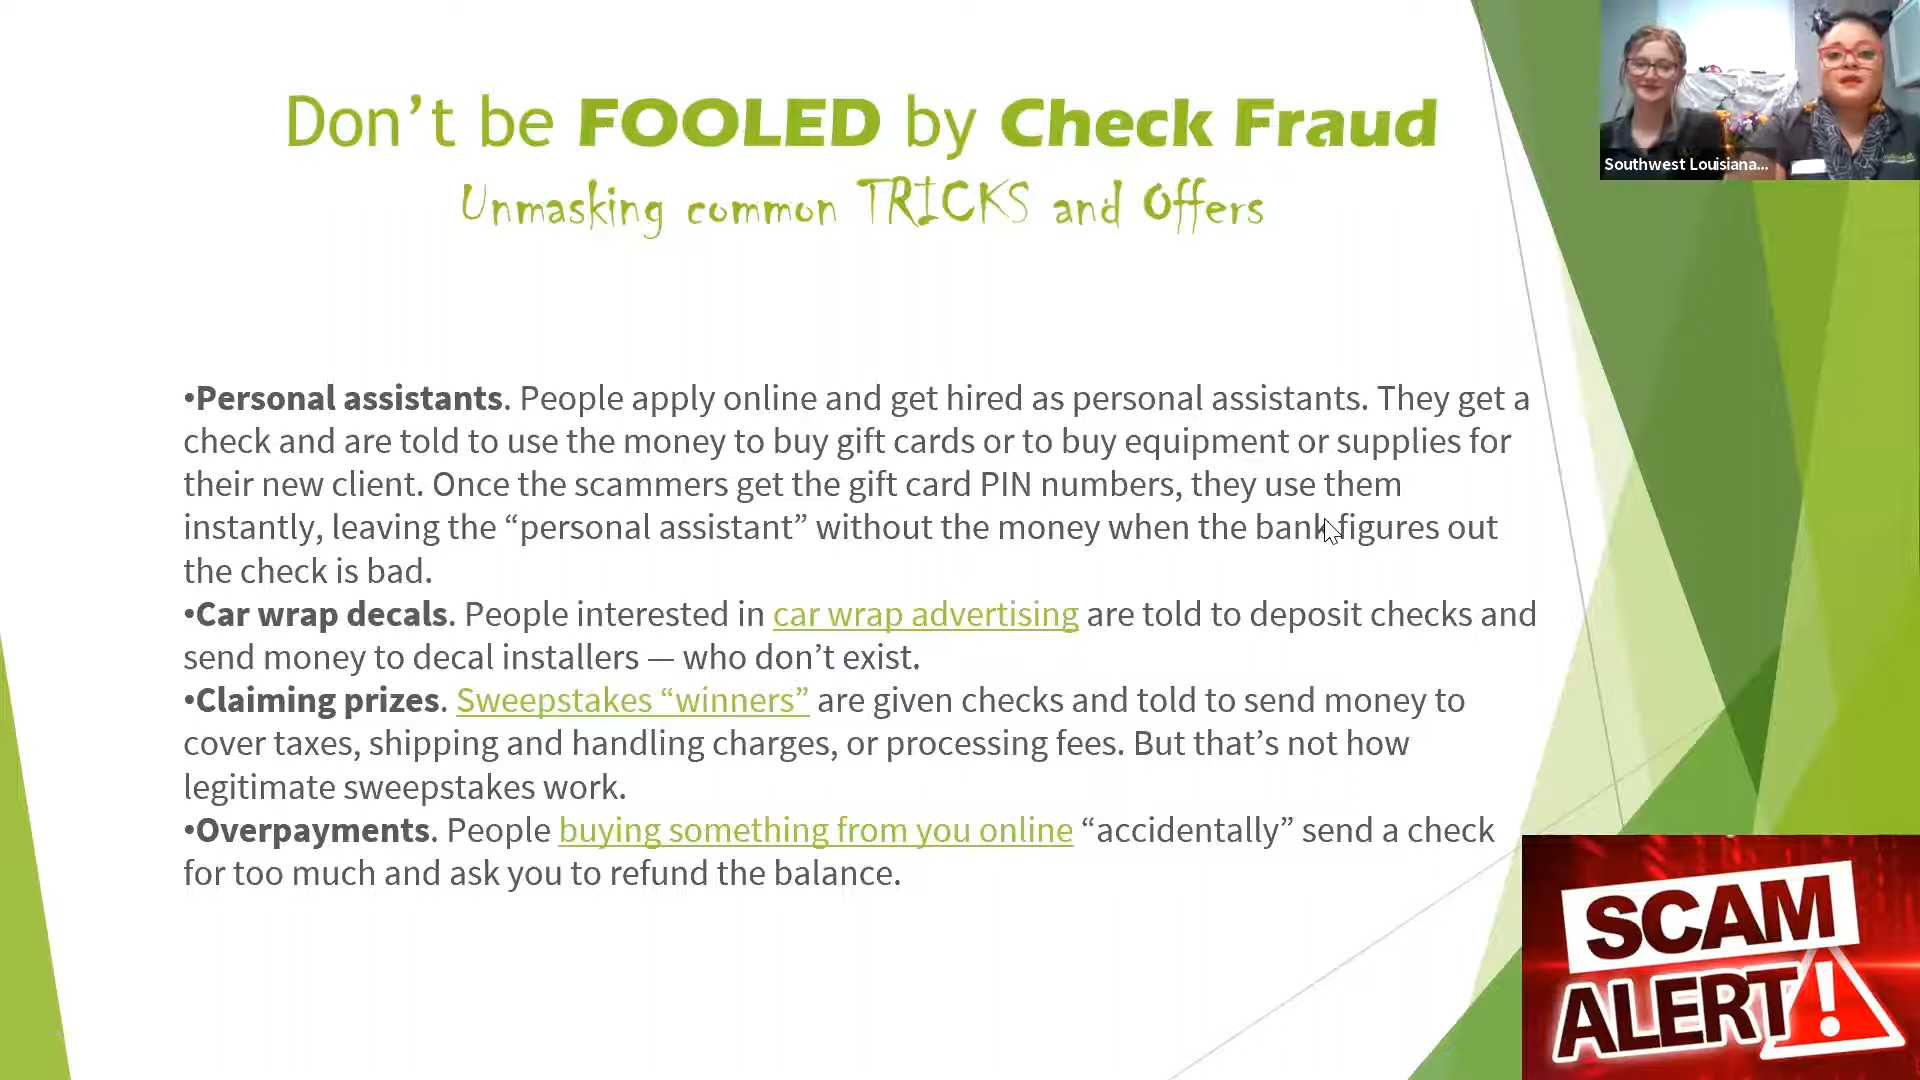 Don’t be FOOLED by Check Fraud
Unmasking common TRICKS and Offers
Southwest Louisiana...
•Personal assistants. People apply online and get hired as personal assistants. They get a
check and are told to use the money to buy gift cards or to buy equipment or supplies for
their new client. Once the scammers get the gift card PIN numbers, they use them
instantly, leaving the “personal assistant” without the money when the bank figures out
the check is bad.
•Car wrap decals. People interested in car wrap advertising are told to deposit checks and
send money to decal installers — who don’t exist.
•Claiming prizes. Sweepstakes “winners” are given checks and told to send money to
cover taxes, shipping and handling charges, or processing fees. But that’s not how
legitimate sweepstakes work.
•Overpayments. People buying something from you online “accidentally” send a check
for too much and ask you to refund the balance.
SCAM
ALERT!